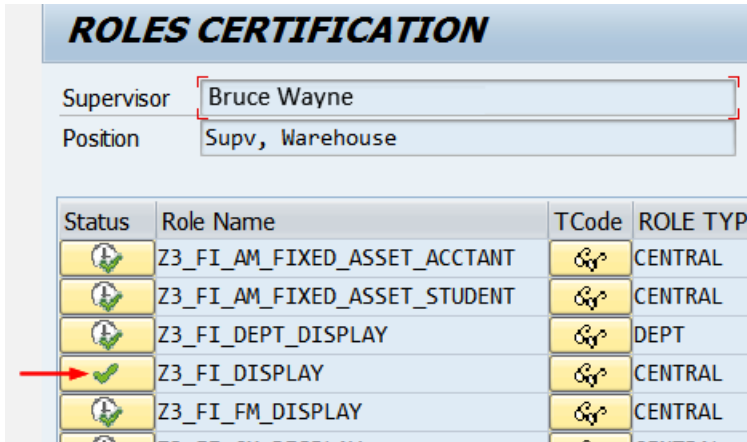 ROLES CERTIFICATION
Supervisor Bruce Wayne
Position Supv, Warehouse
Status Role Name TCode ROLE TYP
Z3_FI_AM_FIXED_ASSET_ACCTANT CENTRAL
Z3_FI_AM_FIXED_ASSET_STUDENT CENTRAL
Z3_FI_DEPT_DISPLAY DEPT
Z3_FI_DISPLAY CENTRAL
Z3_FI_FM_DISPLAY CENTRAL